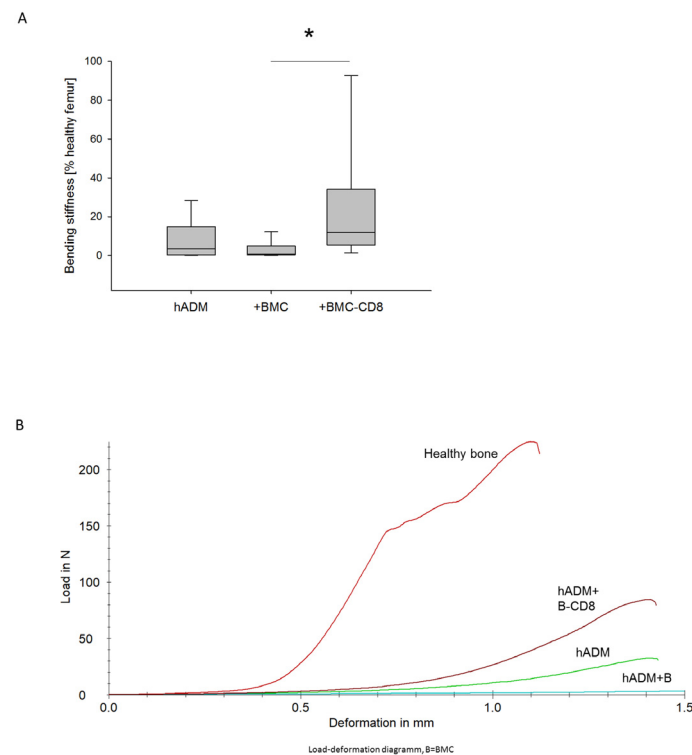 A
*
Bending stiffness [% healthy femur]
100
80
60
40
20
0
hADM
+BMC
+BMC-CD8
B
Load in N
200
150
100
50
0
Healthy bone
hADM+
B-CD8
hADM
hADM+B
0.0
0.5
1.0
1.5
Deformation in mm
Load-deformation diagramm, B=BMC